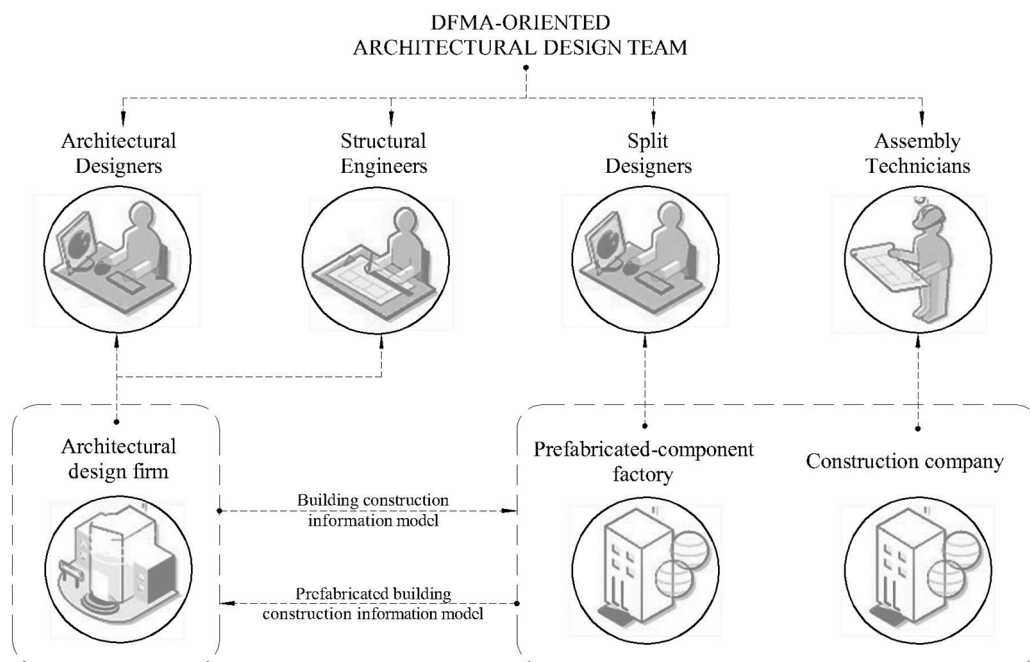 DFMA-ORIENTED
ARCHITECTURAL DESIGN TEAM
Architectural
Designers
Structural
Engineers
Split
Designers
Assembly
Technicians
Architectural
design firm
Prefabricated-component
factory
Construction company
Building construction
information model
Prefabricated building
construction information model